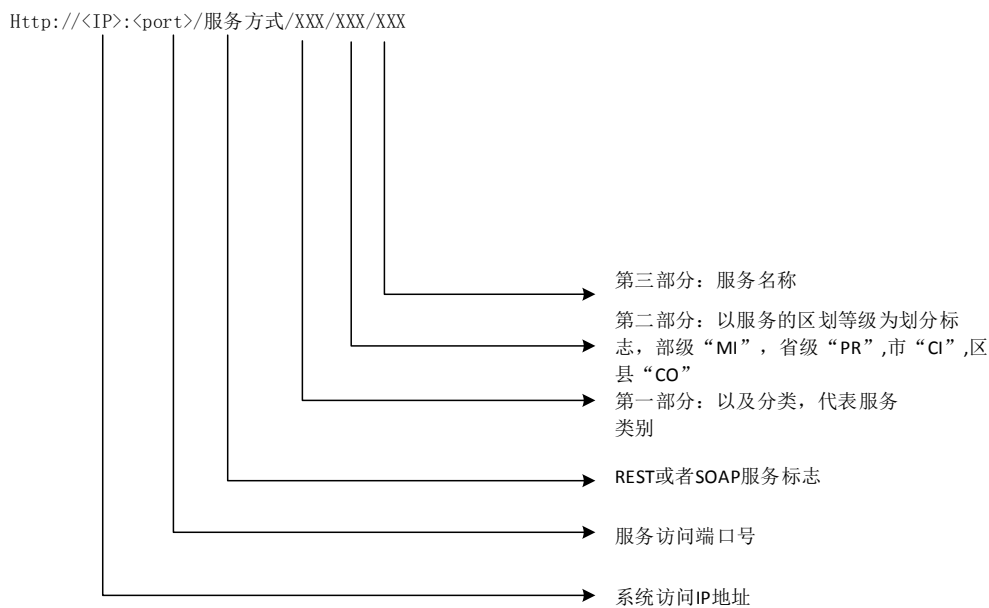 Http://<IP>:<port>/服务方式/XXX/XXX/XXX
第三部分：服务名称
第二部分：以服务的区划等级为划分标
志，部级“MI”，省级“PR”,市“CI”,区
县“CO”
第一部分：以及分类，代表服务
类别
REST或者SOAP服务标志
服务访问端口号
系统访问IP地址